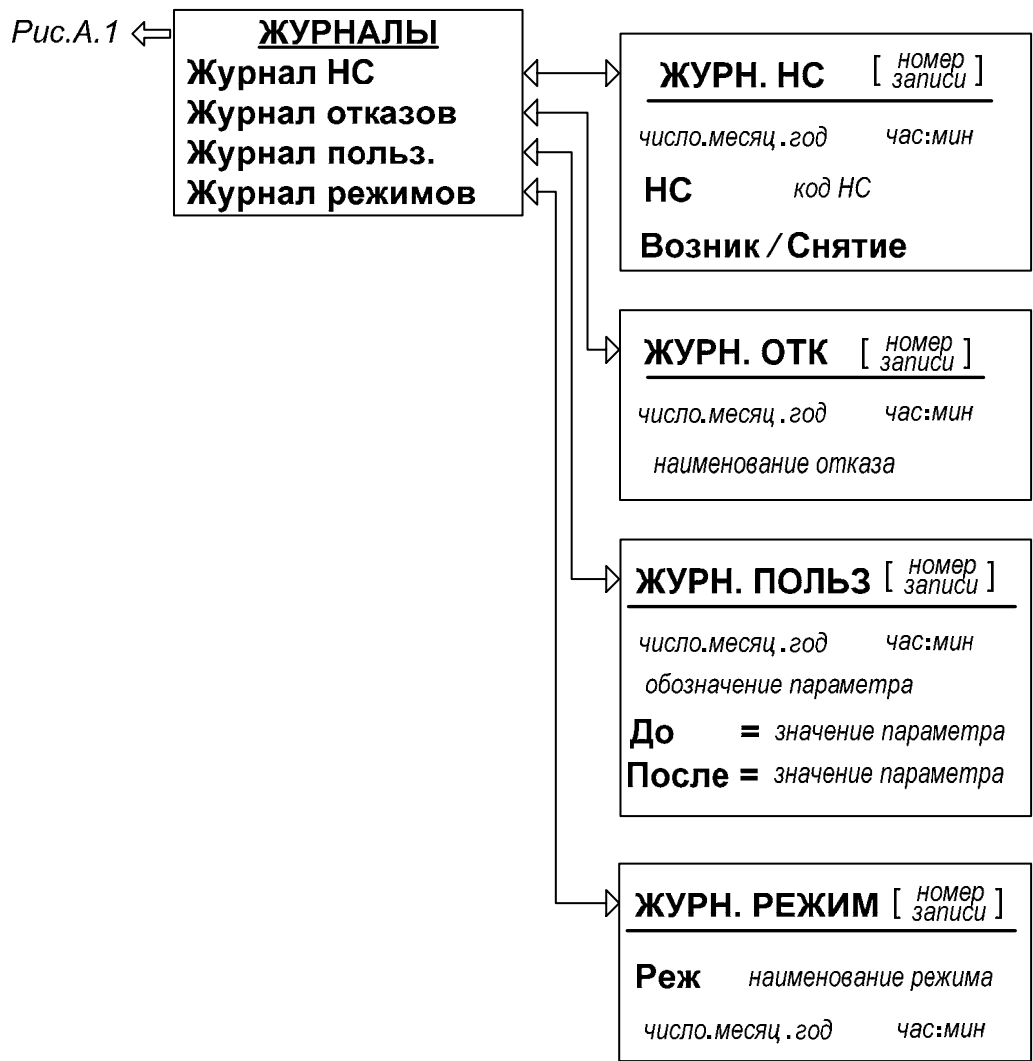 Рис.А.1
ЖУРНАЛЫ
Журнал НС
Журнал отказов
Журнал польз.
Журнал режимов
ЖУРН. НС [ номер записи ]
число.месяц.год час:мин
НС код НС
Возник / Снятие
ЖУРН. ОТК [ номер записи ]
число.месяц.год час:мин
наименование отказа
ЖУРН. ПОЛЬЗ [ номер записи ]
число.месяц.год час:мин
обозначение параметра
До = значение параметра
После = значение параметра
ЖУРН. РЕЖИМ [ номер записи ]
Реж наименование режима
число.месяц.год час:мин